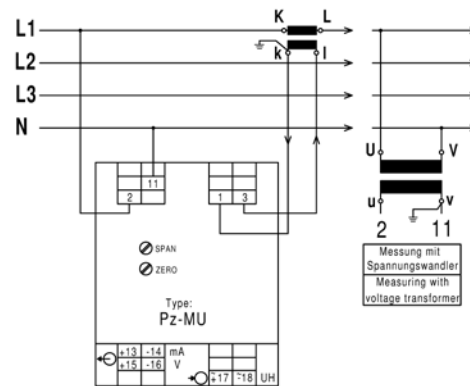 K L
L1
k l
L2
L3
N
U V
11
2 1 3
u v
2 11
SPAN
ZERO
Messung mit
Spannungswandler
Measuring with
voltage transformer
Type:
Pz-MU
+13 -14 mA
+15 -16 V
+17 -18 UH